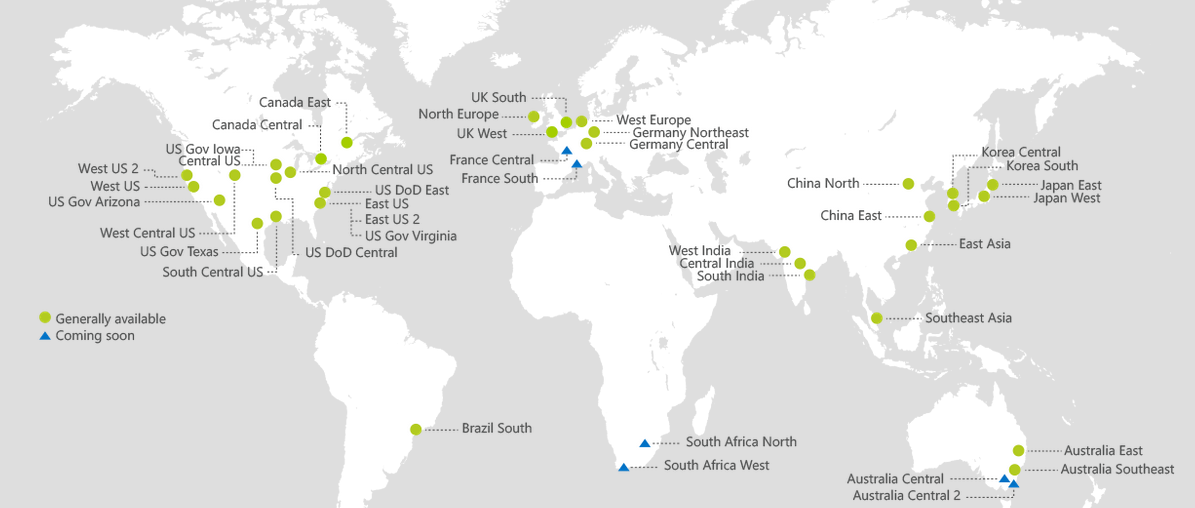 Canada East
Canada Central
US Gov Iowa
Central US
North Central US
West US 2
West US
US Gov Arizona
US DoD East
East US
East US 2
US Gov Virginia
West Central US
US Gov Texas
US DoD Central
South Central US
Generally available
Coming soon
Brazil South
UK South
North Europe
UK West
West Europe
Germany Northeast
Germany Central
France Central
France South
South Africa North
South Africa West
West India
Central India
South India
China North
China East
Korea Central
Korea South
Japan East
Japan West
East Asia
Southeast Asia
Australia East
Australia Southeast
Australia Central
Australia Central 2